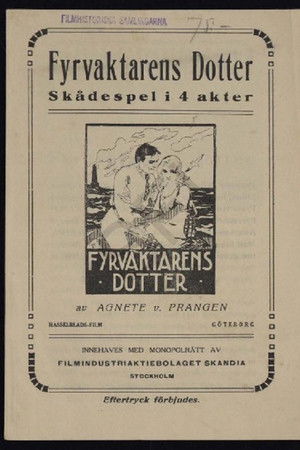 FILMHISTORISKA SAMLINGARNA
75.-
Fyrvaktarens Dotter
Skådespel i 4 akter
FYRVAKTARENS
DOTTER
av AGNETE v. PRANGEN
HASSELBLADS-FILM GÖTEBORG
INNEHAVES MED MONOPOLRÄTT AV
FILMINDUSTRIAKTIEBOLAGET SKANDIA
STOCKHOLM
Eftertryck förbjudes.